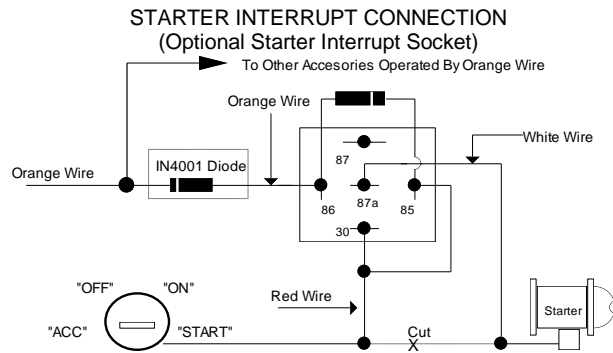 STARTER INTERRUPT CONNECTION
(Optional Starter Interrupt Socket)
To Other Accesories Operated By Orange Wire
Orange Wire
White Wire
87
IN4001 Diode
Orange Wire
86
87a
85
30
"OFF"
"ON"
Red Wire
Starter
"ACC"
"START"
Cut
X